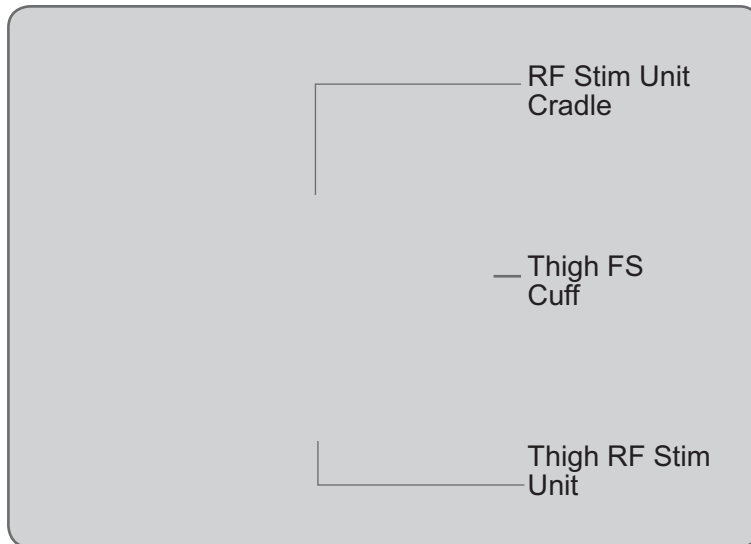 RF Stim Unit
Cradle
Thigh FS
Cuff
Thigh RF Stim
Unit